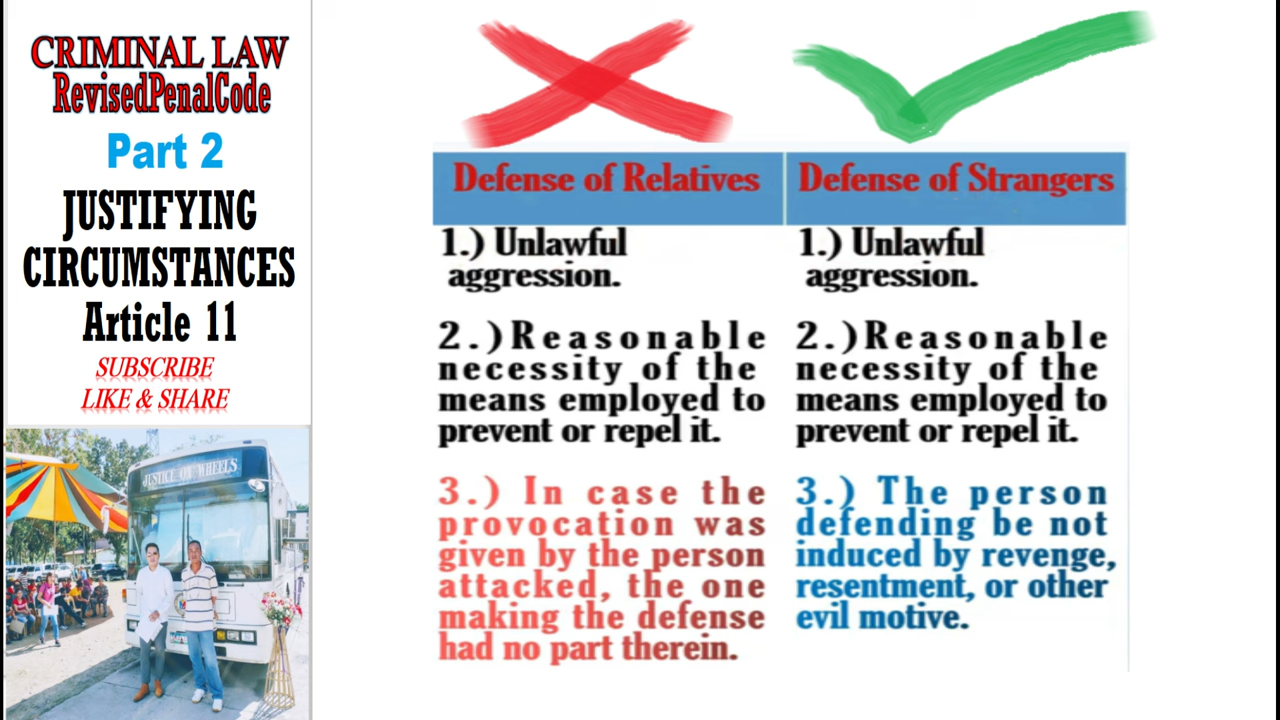 CRIMINAL LAW
RevisedPenalCode
Part 2
JUSTIFYING
CIRCUMSTANCES
Article 11
SUBSCRIBE
LIKE & SHARE
JUSTICE ON WHEELS
Defense of Relatives
1.) Unlawful
aggression.
2.) Reasonable
necessity of the
means employed to
prevent or repel it.
3.) In case the
provocation was
given by the person
attacked, the one
making the defense
had no part therein.
Defense of Strangers
1.) Unlawful
aggression.
2.) Reasonable
necessity of the
means employed to
prevent or repel it.
3.) The person
defending be not
induced by revenge,
resentment, or other
evil motive.